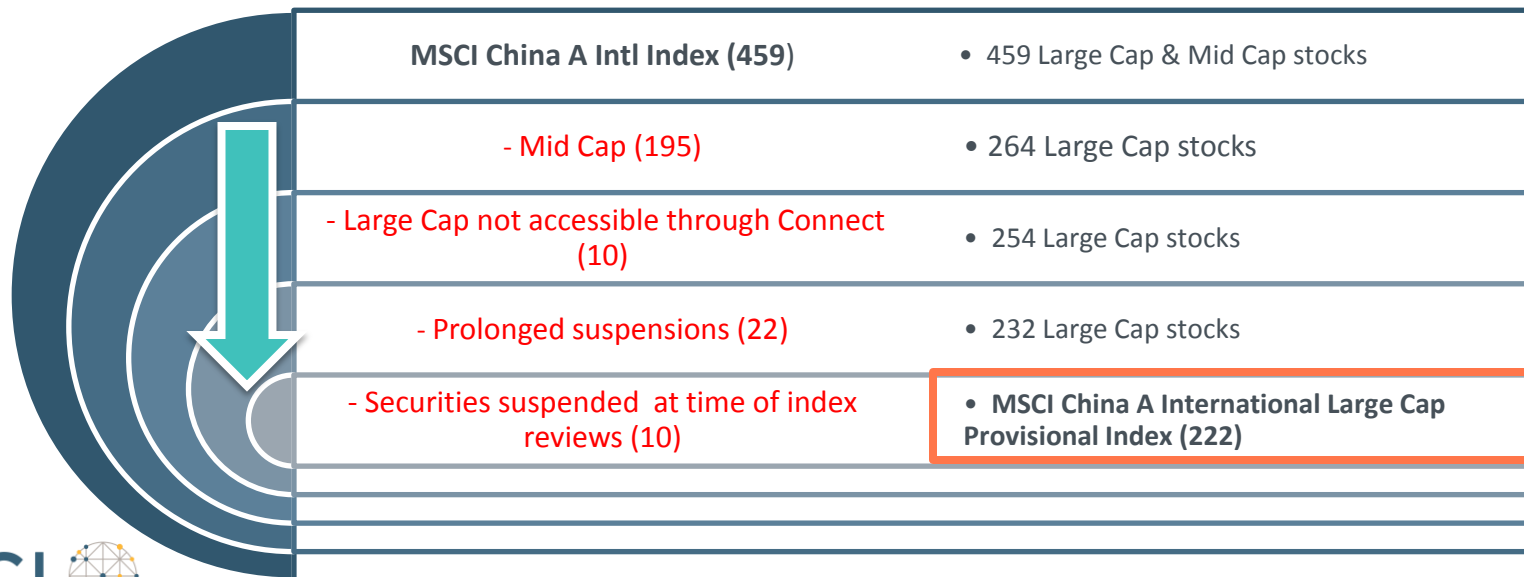 MSCI China A Intl Index (459)
• 459 Large Cap & Mid Cap stocks
- Mid Cap (195)
• 264 Large Cap stocks
- Large Cap not accessible through Connect
(10)
• 254 Large Cap stocks
- Prolonged suspensions (22)
• 232 Large Cap stocks
- Securities suspended at time of index
reviews (10)
• MSCI China A International Large Cap
Provisional Index (222)